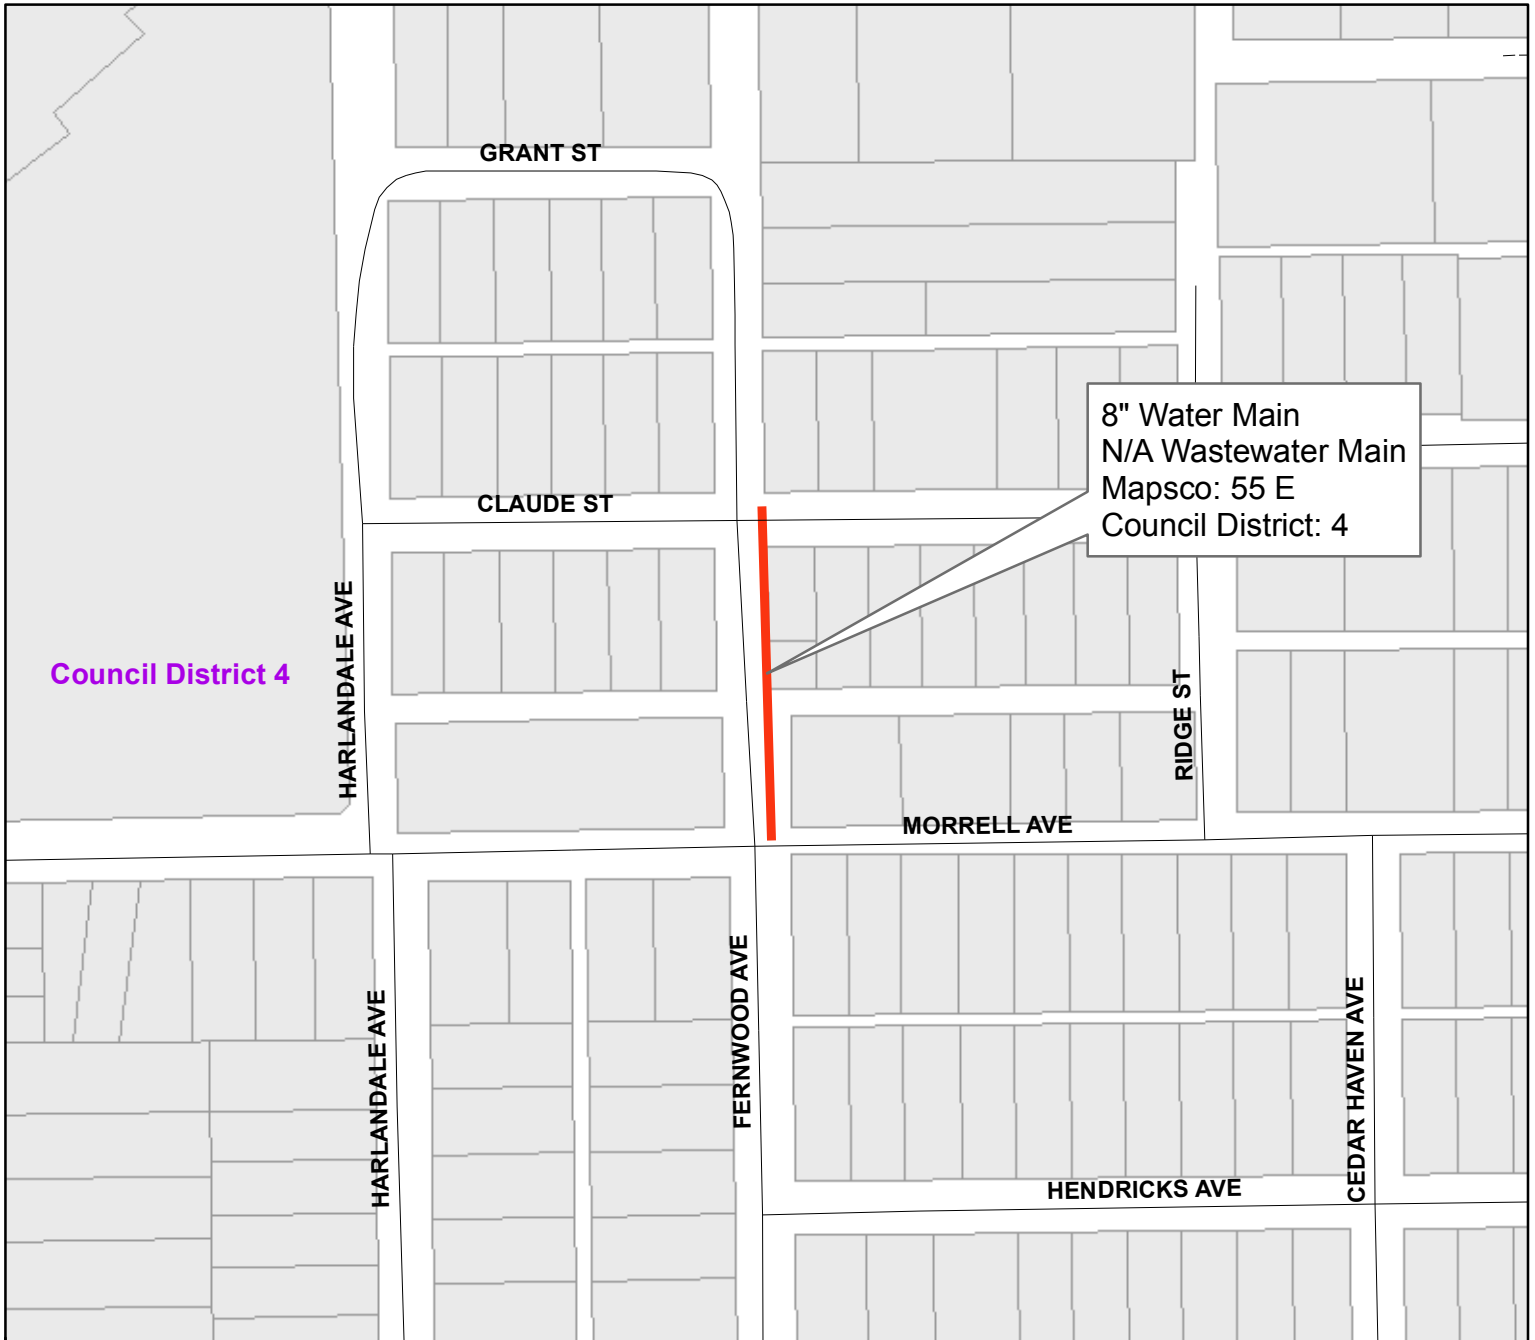 GRANT ST
8" Water Main
N/A Wastewater Main
Mapsco: 55 E
Council District: 4
CLAUDE ST
HARLANDALE AVE
Council District 4
RIDGE ST
MORRELL AVE
FERNWOOD AVE
HARLANDALE AVE
CEDAR HAVEN AVE
HENDRICKS AVE